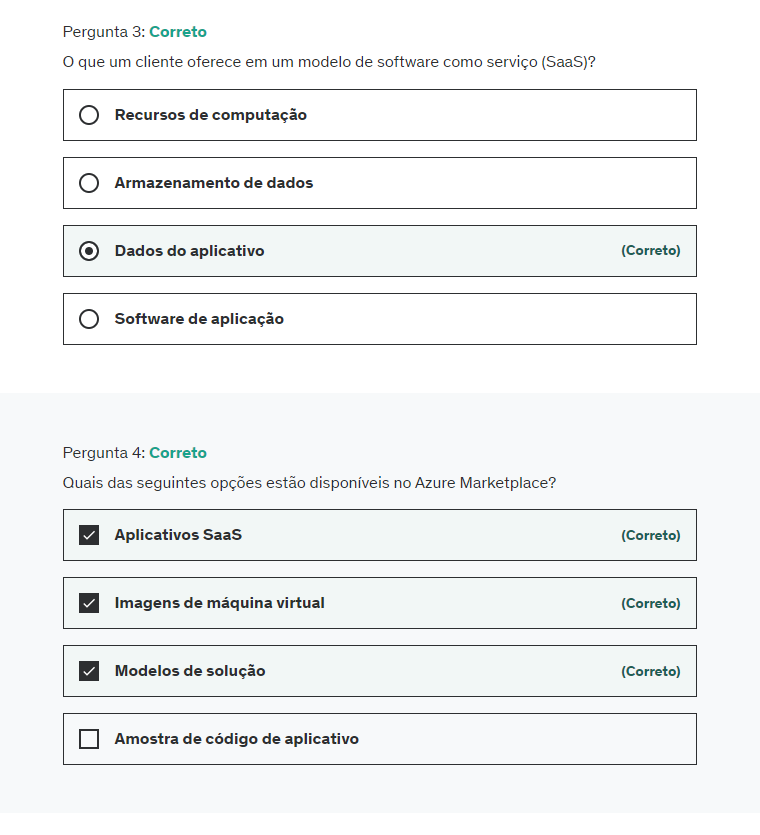 Pergunta 3: Correto
O que um cliente oferece em um modelo de software como serviço (SaaS)?
Recursos de computação
Armazenamento de dados
Dados do aplicativo (Correto)
Software de aplicação
Pergunta 4: Correto
Quais das seguintes opções estão disponíveis no Azure Marketplace?
Aplicativos SaaS (Correto)
Imagens de máquina virtual (Correto)
Modelos de solução (Correto)
Amostra de código de aplicativo